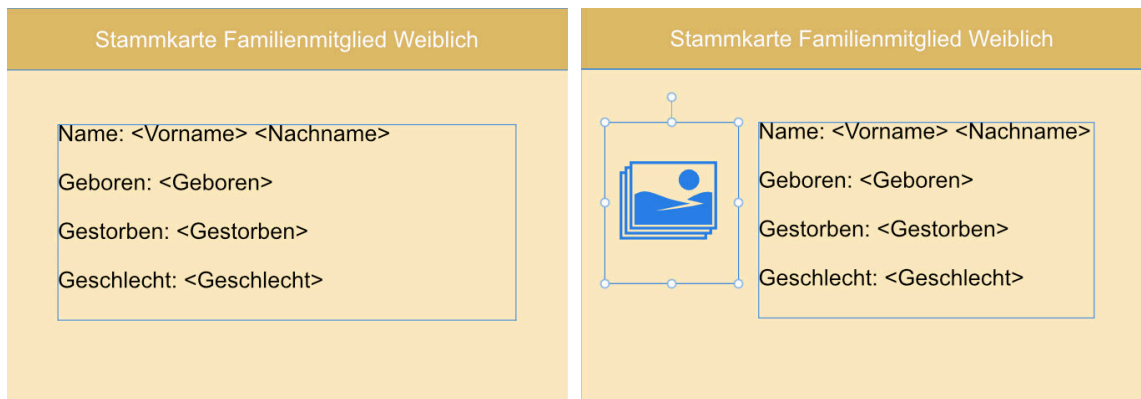 Stammkarte Familienmitglied Weiblich
Name: <Vorname> <Nachname>
Geboren: <Geboren>
Gestorben: <Gestorben>
Geschlecht: <Geschlecht>
Stammkarte Familienmitglied Weiblich
Name: <Vorname> <Nachname>
Geboren: <Geboren>
Gestorben: <Gestorben>
Geschlecht: <Geschlecht>